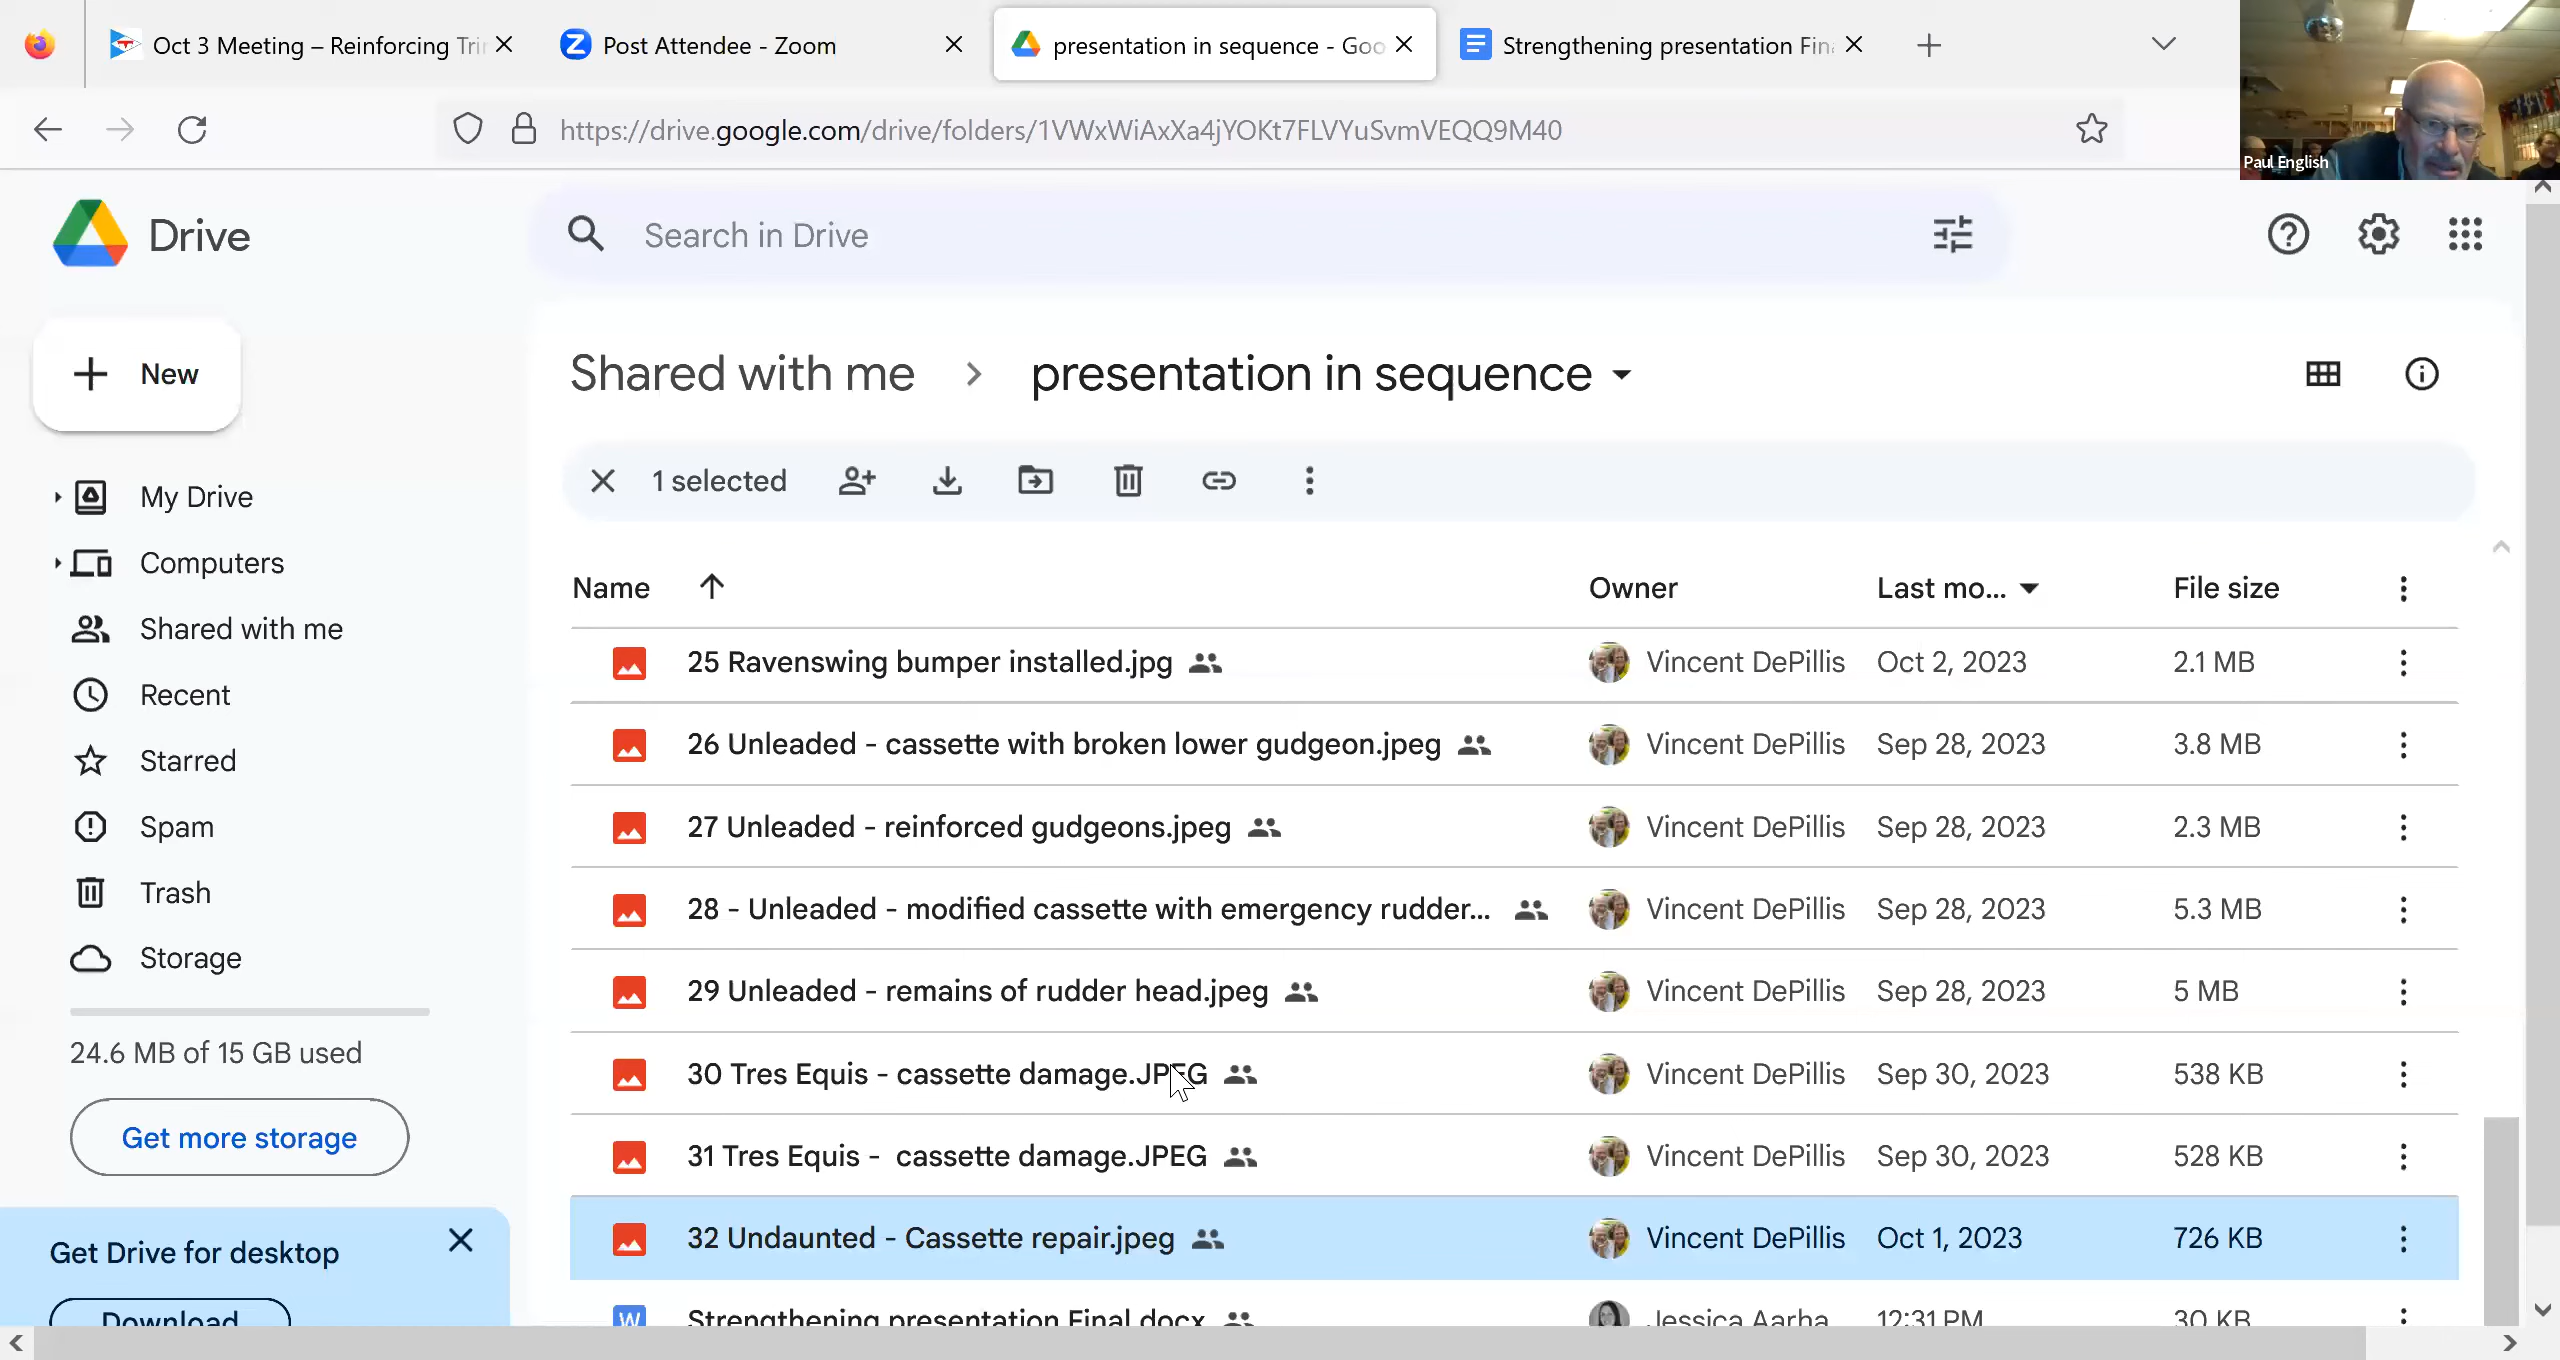 Oct 3 Meeting – Reinforcing Tri
Post Attendee - Zoom
presentation in sequence - Goo
Strengthening presentation Fin
https://drive.google.com/drive/folders/1VWxWiAxXa4jYOKt7FLVYuSvmVEQQ9M40
Paul English
Drive
Search in Drive
New
Shared with me > presentation in sequence
My Drive
Computers
Shared with me
Recent
Starred
Spam
Trash
Storage
24.6 MB of 15 GB used
Get more storage
Get Drive for desktop
Download
1 selected
Name Owner Last mo... File size
25 Ravenswing bumper installed.jpg Vincent DePillis Oct 2, 2023 2.1 MB
26 Unleaded - cassette with broken lower gudgeon.jpeg Vincent DePillis Sep 28, 2023 3.8 MB
27 Unleaded - reinforced gudgeons.jpeg Vincent DePillis Sep 28, 2023 2.3 MB
28 - Unleaded - modified cassette with emergency rudder... Vincent DePillis Sep 28, 2023 5.3 MB
29 Unleaded - remains of rudder head.jpeg Vincent DePillis Sep 28, 2023 5 MB
30 Tres Equis - cassette damage.JPEG Vincent DePillis Sep 30, 2023 538 KB
31 Tres Equis - cassette damage.JPEG Vincent DePillis Sep 30, 2023 528 KB
32 Undaunted - Cassette repair.jpeg Vincent DePillis Oct 1, 2023 726 KB
Strengthening presentation Final.docx Jessica Aarha 12:31 PM 30 KB